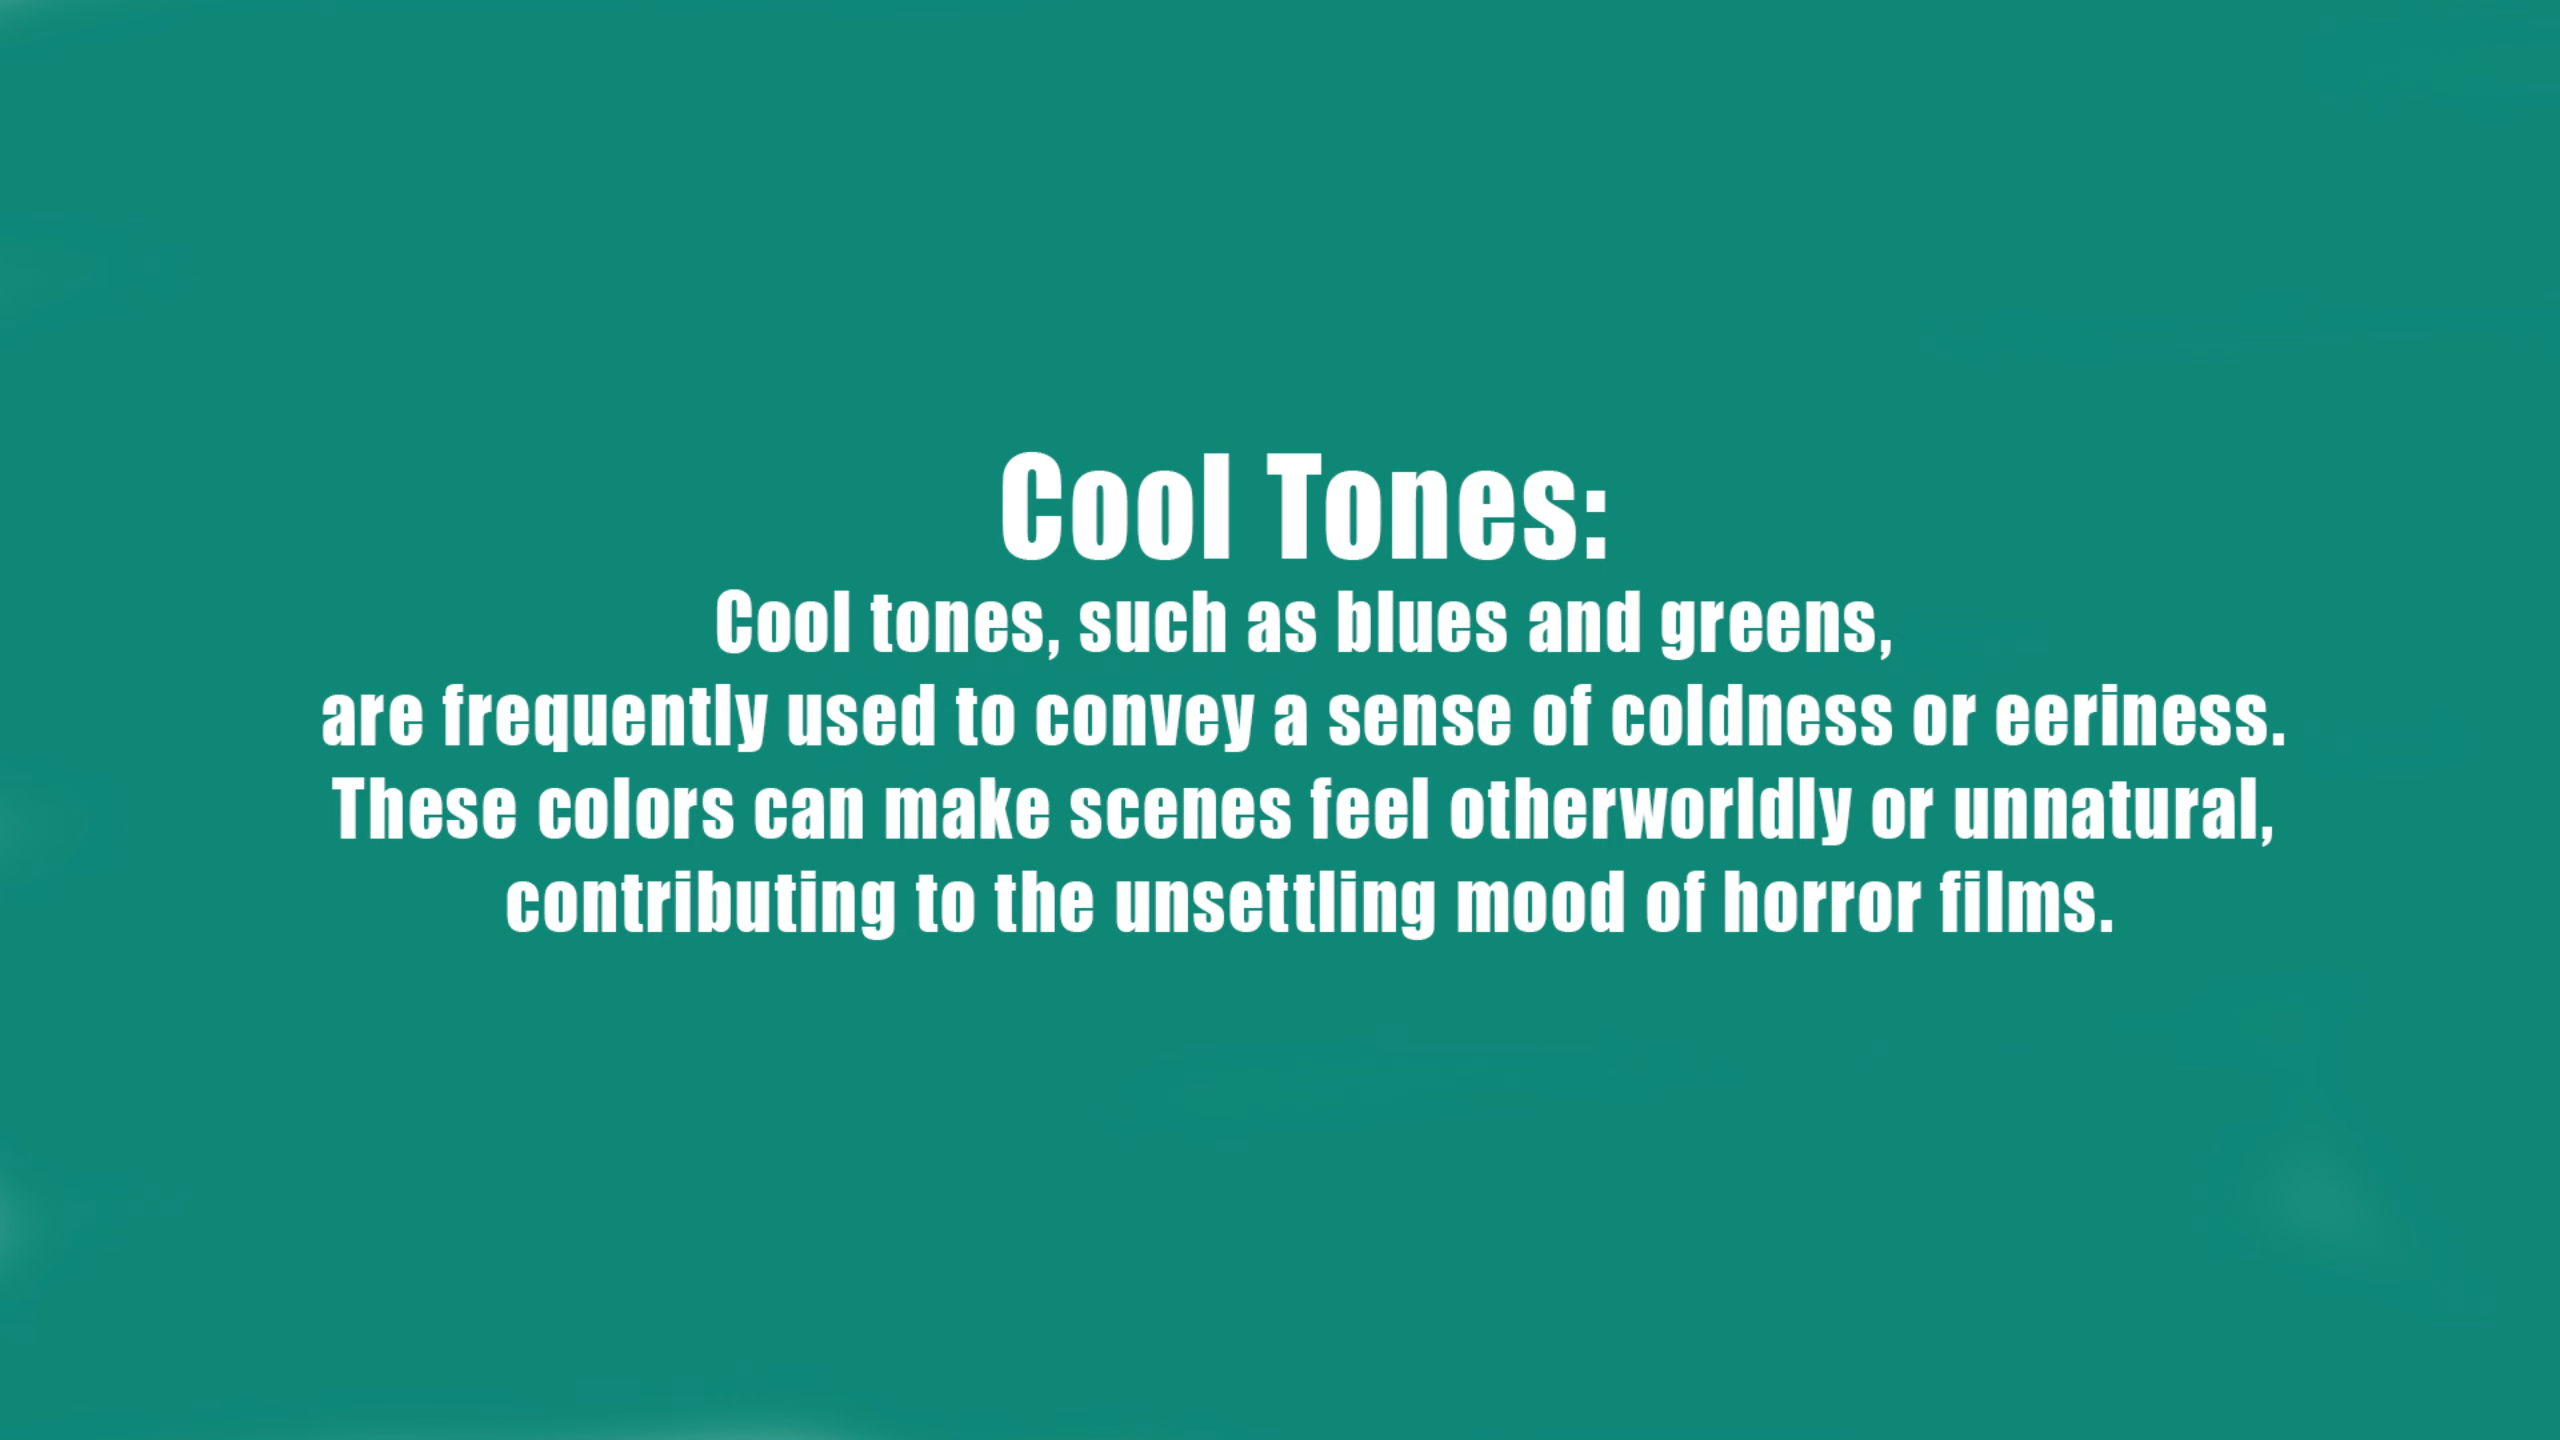 Cool Tones:
Cool tones, such as blues and greens,
are frequently used to convey a sense of coldness or eeriness.
These colors can make scenes feel otherworldly or unnatural,
contributing to the unsettling mood of horror films.